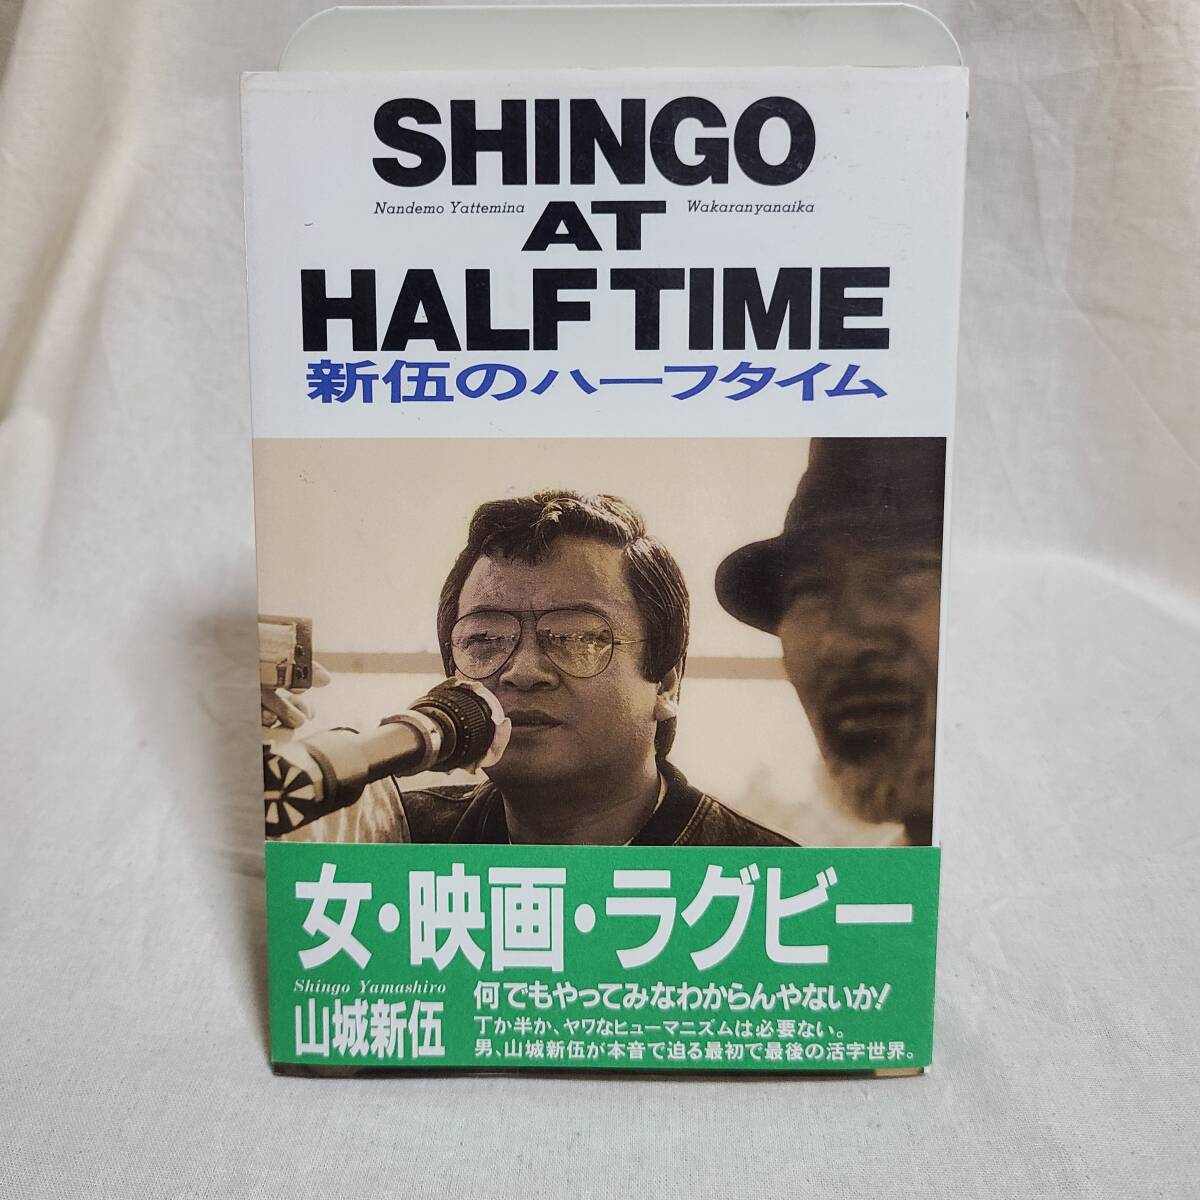 SHINGO
Nandemo Yattemina Wakaranyanaika
AT
HALF TIME
新伍のハーフタイム
女・映画・ラグビー
Shingo Yamashiro
山城新伍
何でもやってみなわからんやないか!
丁か半か、ヤワなヒューマニズムは必要ない。
男、山城新伍が本音で迫る最初で最後の活字世界。